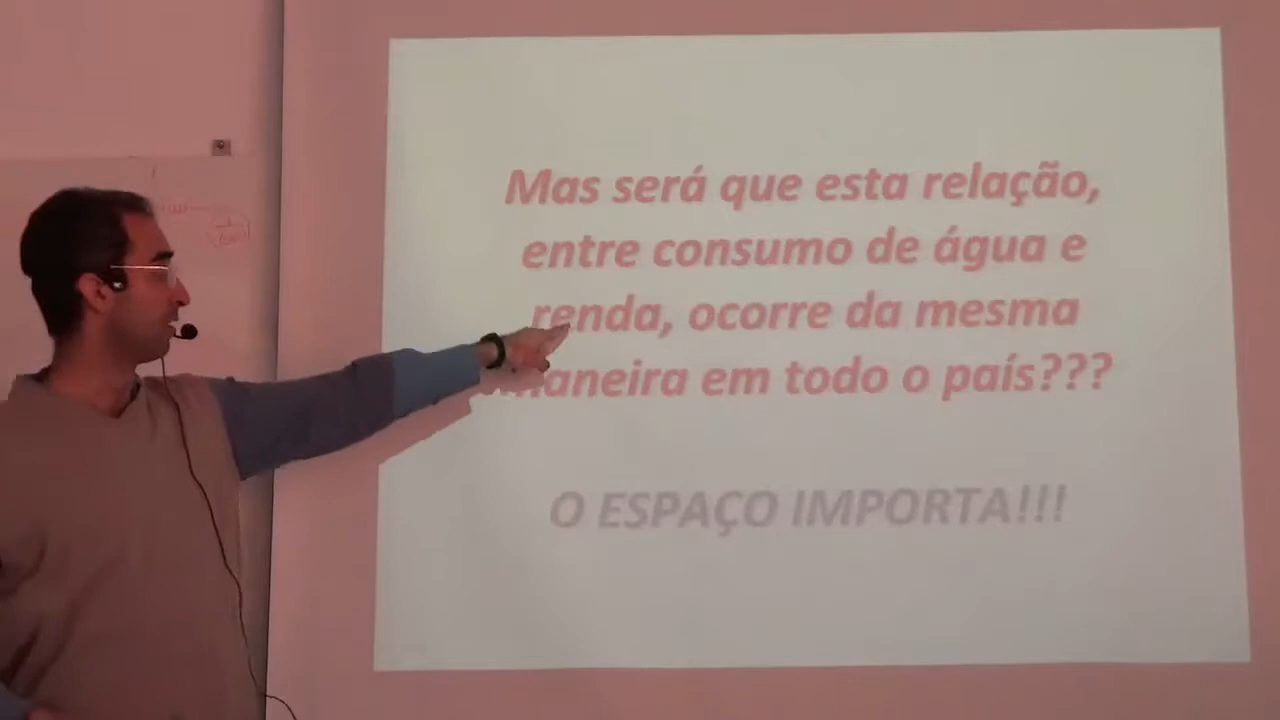 Mas será que esta relação,
entre consumo de água e
renda, ocorre da mesma
maneira em todo o país???
O ESPAÇO IMPORTA!!!